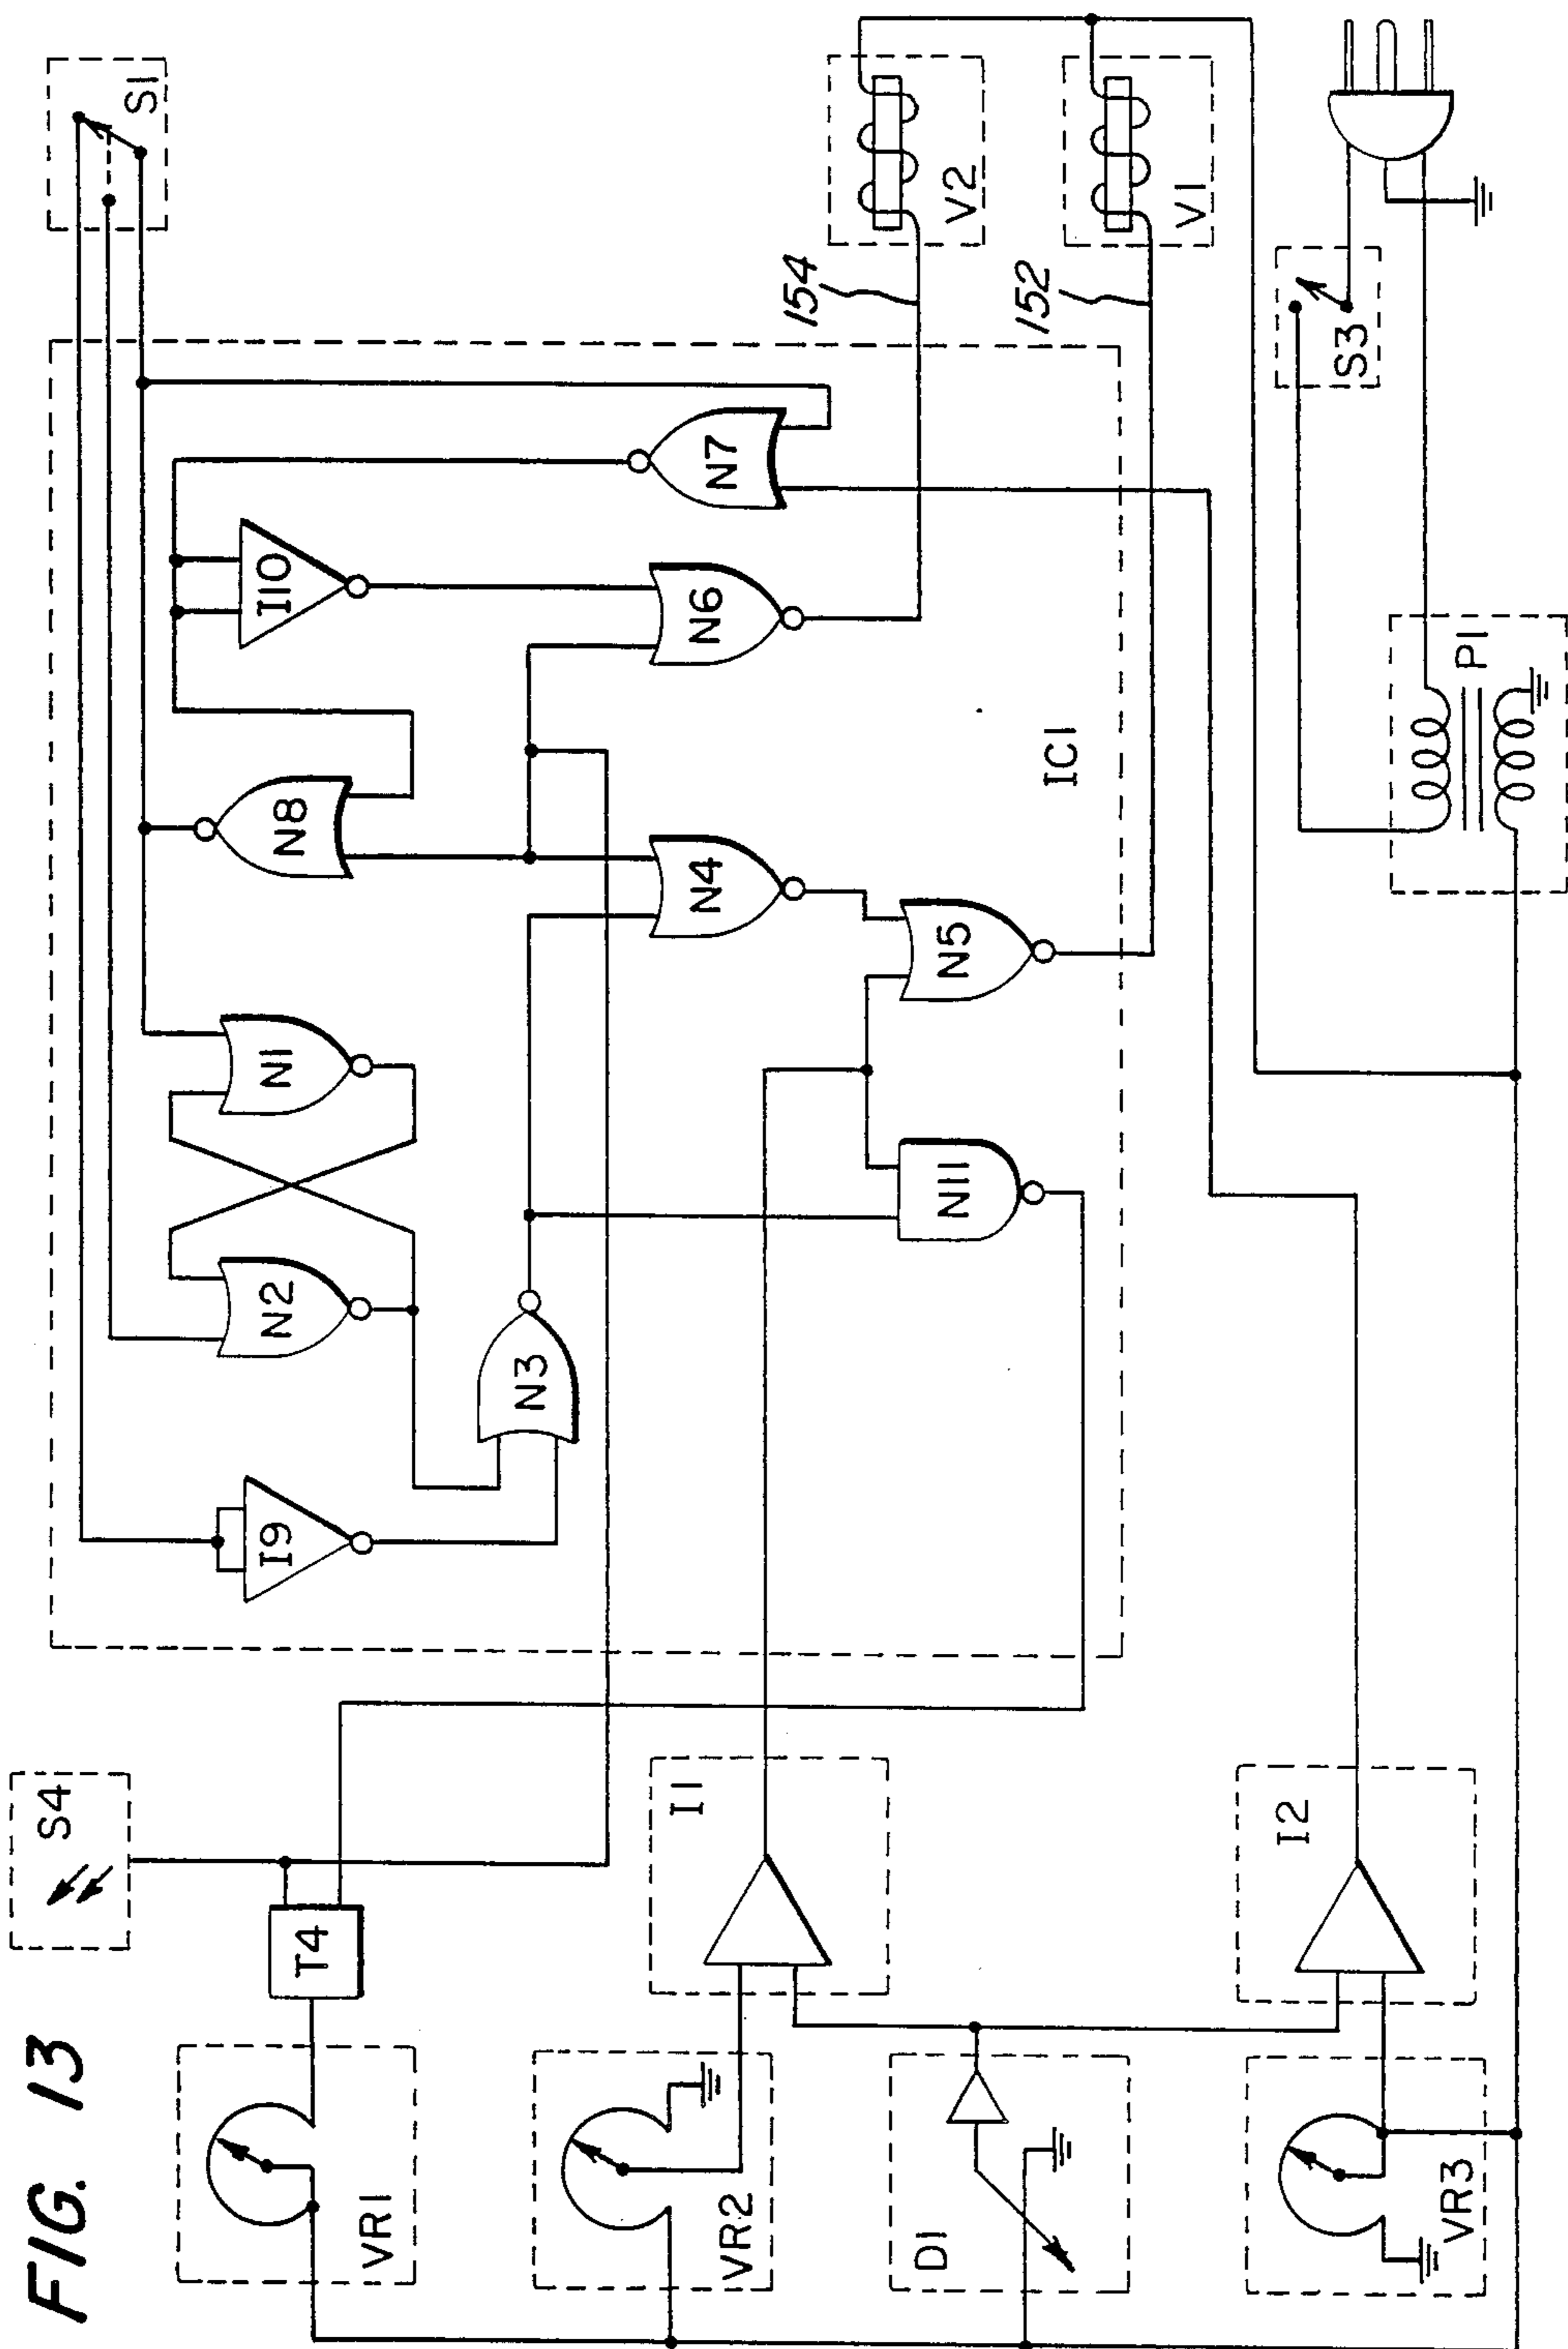 FIG. 13
VR1
VR2
D1
VR3
T4
S4
I1
I2
I9
N2
N1
N3
N11
N8
N4
N5
I10
N6
N7
IC1
S1
V2
V1
154
152
S3
P1